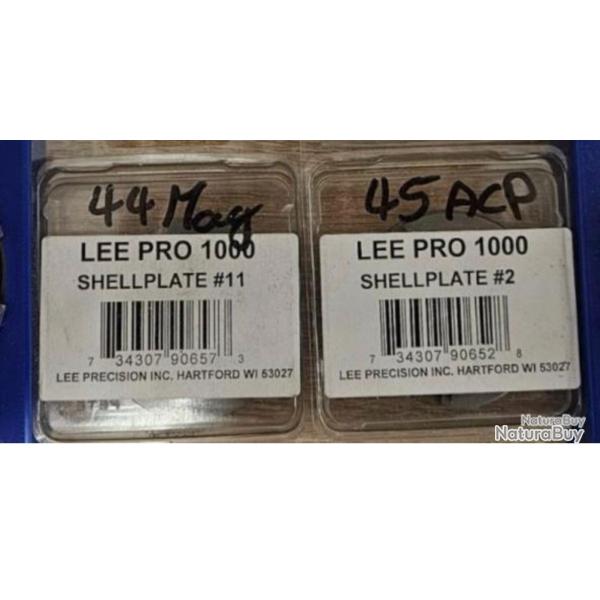 44 Mag
LEE PRO 1000
SHELLPLATE #11
7 34307 90657 3
LEE PRECISION INC. HARTFORD WI 53027
45 ACP
LEE PRO 1000
SHELLPLATE #2
7 34307 90652 8
LEE PRECISION INC. HARTFORD WI 53027
NaturaBuy
NaturaBuy